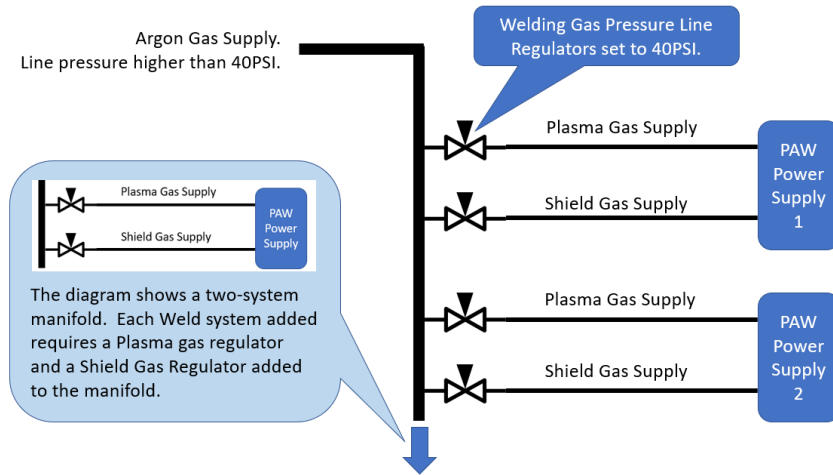 Argon Gas Supply.
Line pressure higher than 40PSI.
Welding Gas Pressure Line
Regulators set to 40PSI.
Plasma Gas Supply
Shield Gas Supply
PAW
Power
Supply
1
Plasma Gas Supply
Shield Gas Supply
PAW
Power
Supply
2
Plasma Gas Supply
Shield Gas Supply
PAW
Power
Supply
The diagram shows a two-system
manifold.  Each Weld system added
requires a Plasma gas regulator
and a Shield Gas Regulator added
to the manifold.